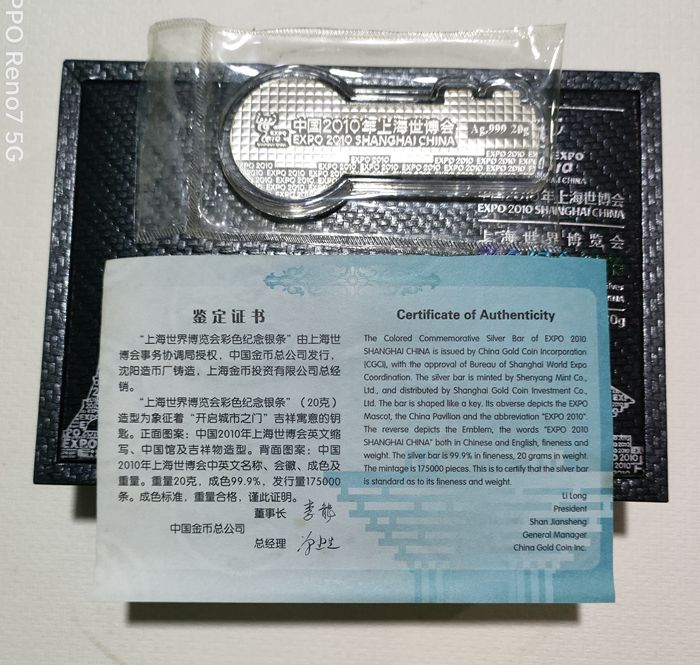 PPO Reno7 5G
EXPO
2010
中国2010年上海世博会
EXPO 2010 SHANGHAI CHINA
Ag.999 20g
EXPO 2010
EXPO 2010 EXPO 2010 EXPO 2010
EXPO
CHINA
年上海世博会
EXPO 2010 SHANGHAI CHINA
上海世界博览会
鉴定证书
“上海世界博览会彩色纪念银条”由上海世
博会事务协调局授权，中国金币总公司发行，
沈阳造币厂铸造，上海金币投资有限公司总经
销。
“上海世界博览会彩色纪念银条”（20克）
造型为象征着“开启城市之门”吉祥寓意的钥
匙。正面图案：中国2010年上海世博会英文缩
写、中国馆及吉祥物造型。背面图案：中国
2010年上海世博会中英文名称、会徽、成色及
重量。重量20克，成色99.9%，发行量175000
条。成色标准，重量合格，谨此证明。
董事长
中国金币总公司
总经理
Certificate of Authenticity
The Colored Commemorative Silver Bar of EXPO 2010
SHANGHAI CHINA is issued by China Gold Coin Incorporation
(CGCI), with the approval of Bureau of Shanghai World Expo
Coordination. The silver bar is minted by Shenyang Mint Co.,
Ltd., and distributed by Shanghai Gold Coin Investment Co.,
Ltd. The bar is shaped like a key. Its obverse depicts the EXPO
Mascot, the China Pavilion and the abbreviation "EXPO 2010".
The reverse depicts the Emblem, the words "EXPO 2010
SHANGHAI CHINA" both in Chinese and English, fineness and
weight. The silver bar is 99.9% in fineness, 20 grams in weight.
The mintage is 175000 pieces. This is to certify that the silver bar
is standard as to its fineness and weight.
Li Long
President
Shan Jiansheng
General Manager
China Gold Coin Inc.